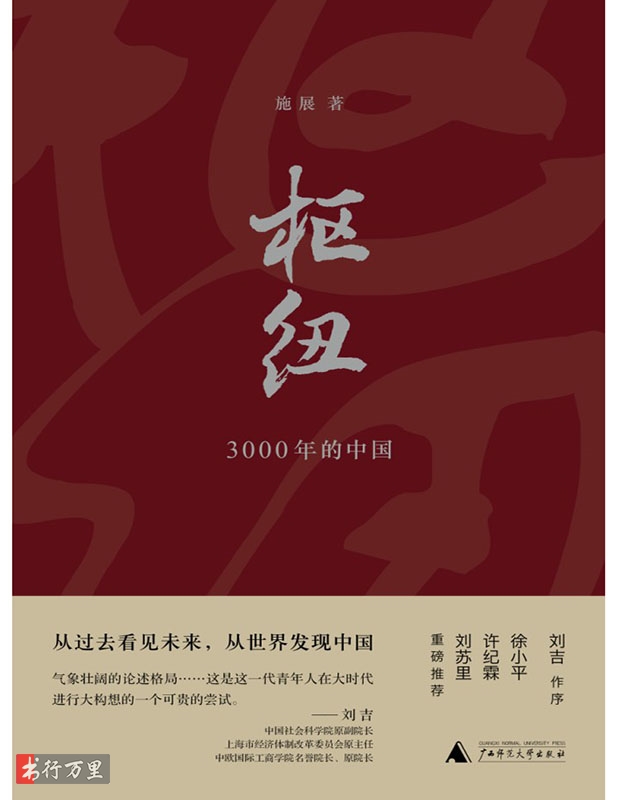 施展 著
枢纽
3000年的中国
从过去看见未来，从世界发现中国
气象壮阔的论述格局……这是这一代青年人在大时代
进行大构想的一个可贵的尝试。
——刘吉
中国社会科学院原副院长
上海市经济体制改革委员会原主任
中欧国际工商学院名誉院长、原院长
刘吉 作序
徐小平
许纪霖
刘苏里
重磅推荐
GUANGXI NORMAL UNIVERSITY PRESS
广西师范大学出版社
书行万里